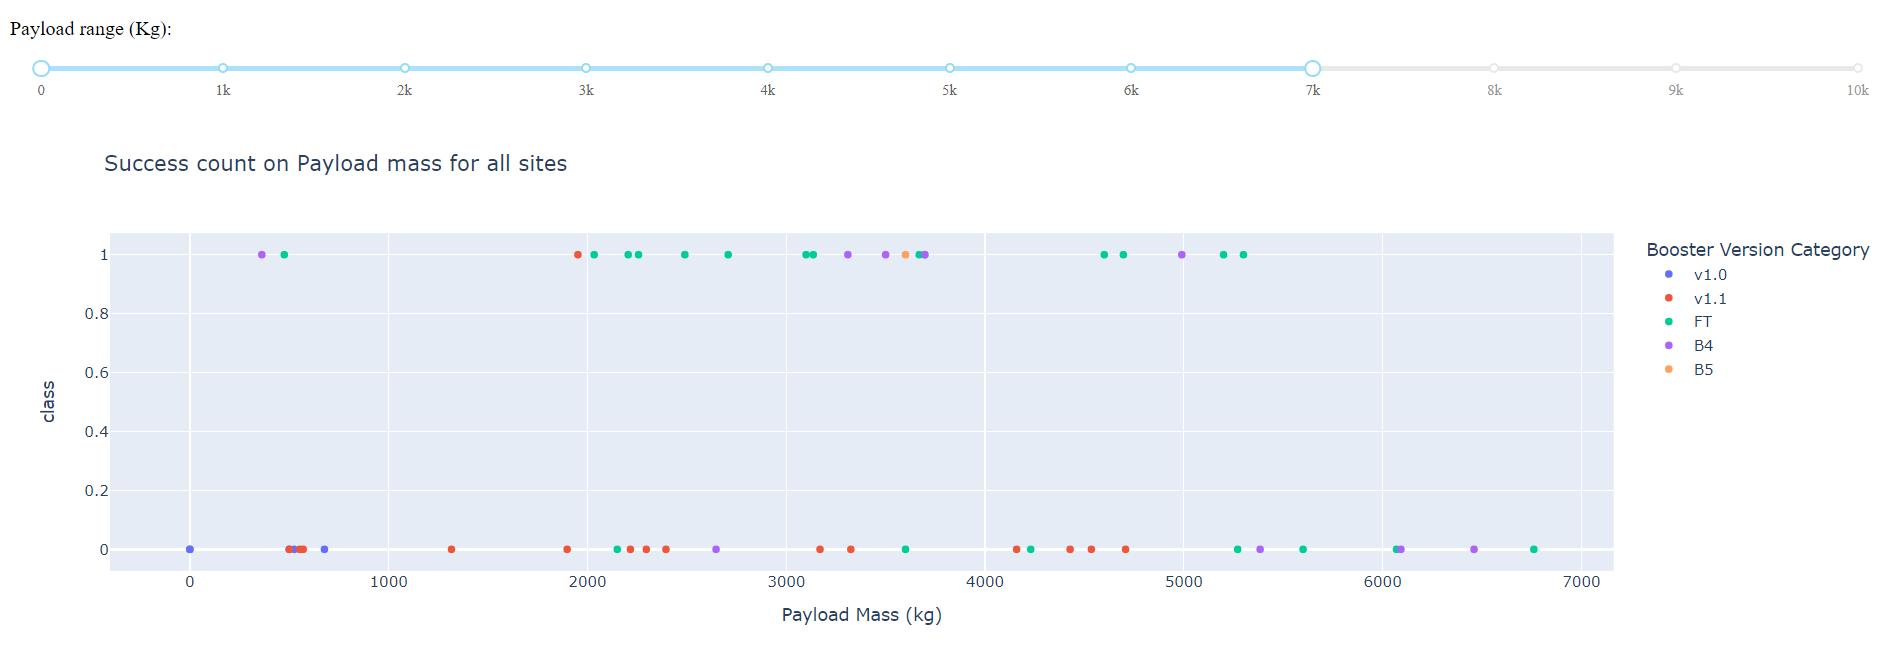 Payload range (Kg):
0 1k 2k 3k 4k 5k 6k 7k 8k 9k 10k
Success count on Payload mass for all sites
1
0.8
0.6
0.4
0.2
0
class
0 1000 2000 3000 4000 5000 6000 7000
Payload Mass (kg)
Booster Version Category
v1.0
v1.1
FT
B4
B5